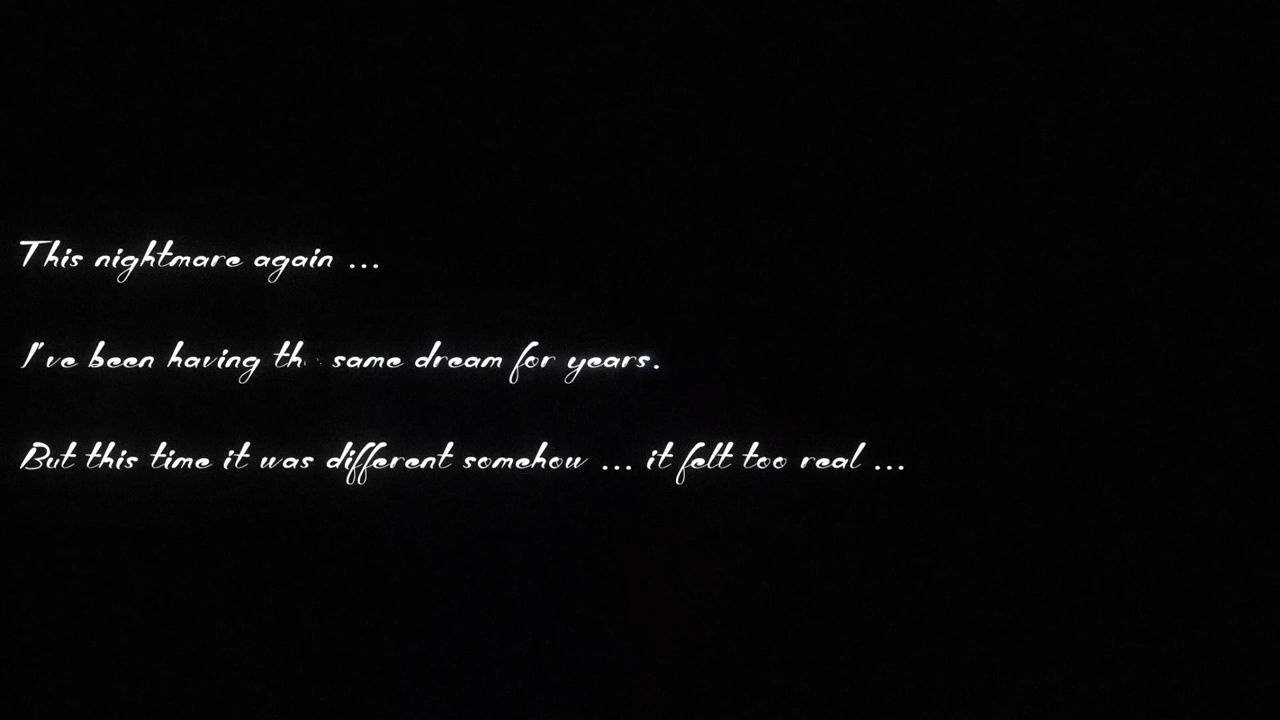 This nightmare again ...
I've been having th same dream for years.
But this time it was different somehow ... it felt too real ...